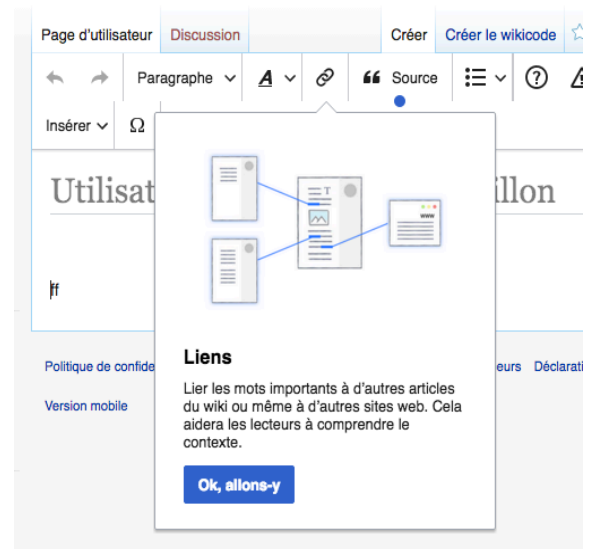 Page d'utilisateur Discussion Créer Créer le wikicode
Paragraphe A Source
Insérer Ω
Utilisat illon
T
www
ff
Liens
Lier les mots importants à d'autres articles
du wiki ou même à d'autres sites web. Cela
aidera les lecteurs à comprendre le
contexte.
Ok, allons-y
Politique de confide eurs Déclarati
Version mobile